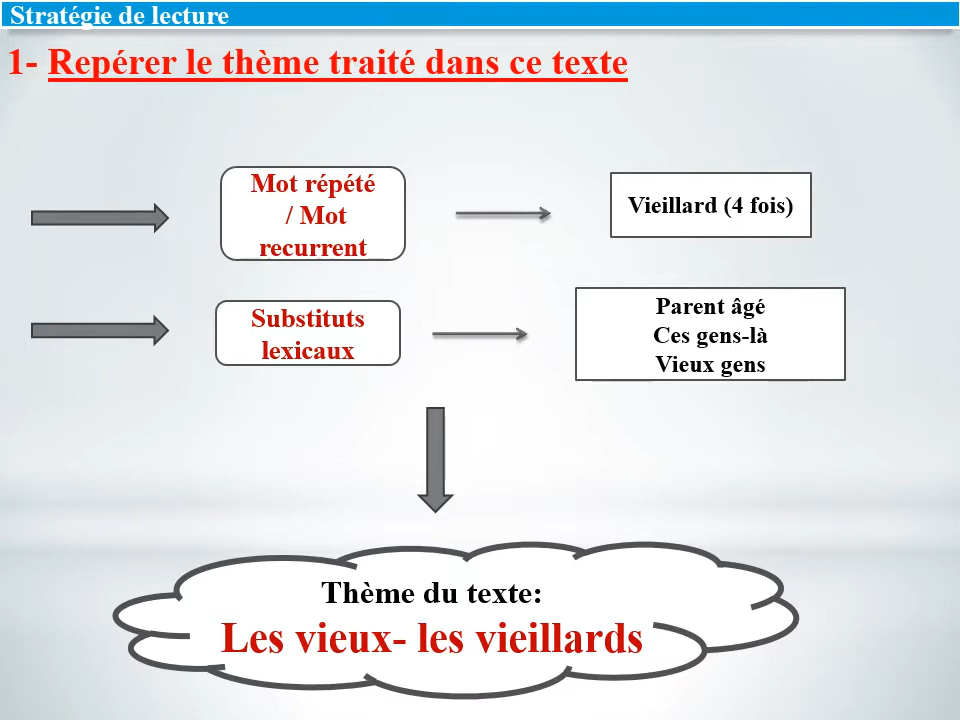 Stratégie de lecture
1- Repérer le thème traité dans ce texte
Mot répété
/ Mot
recurrent
Vieillard (4 fois)
Substituts
lexicaux
Parent âgé
Ces gens-là
Vieux gens
Thème du texte:
Les vieux- les vieillards